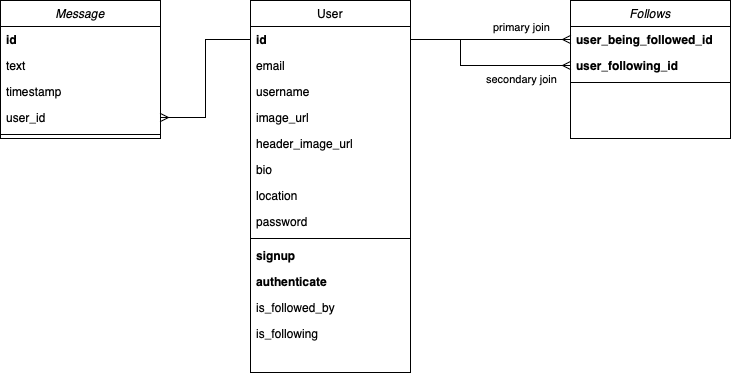 Message
id
text
timestamp
user_id
User
id
email
username
image_url
header_image_url
bio
location
password
signup
authenticate
is_followed_by
is_following
primary join
secondary join
Follows
user_being_followed_id
user_following_id